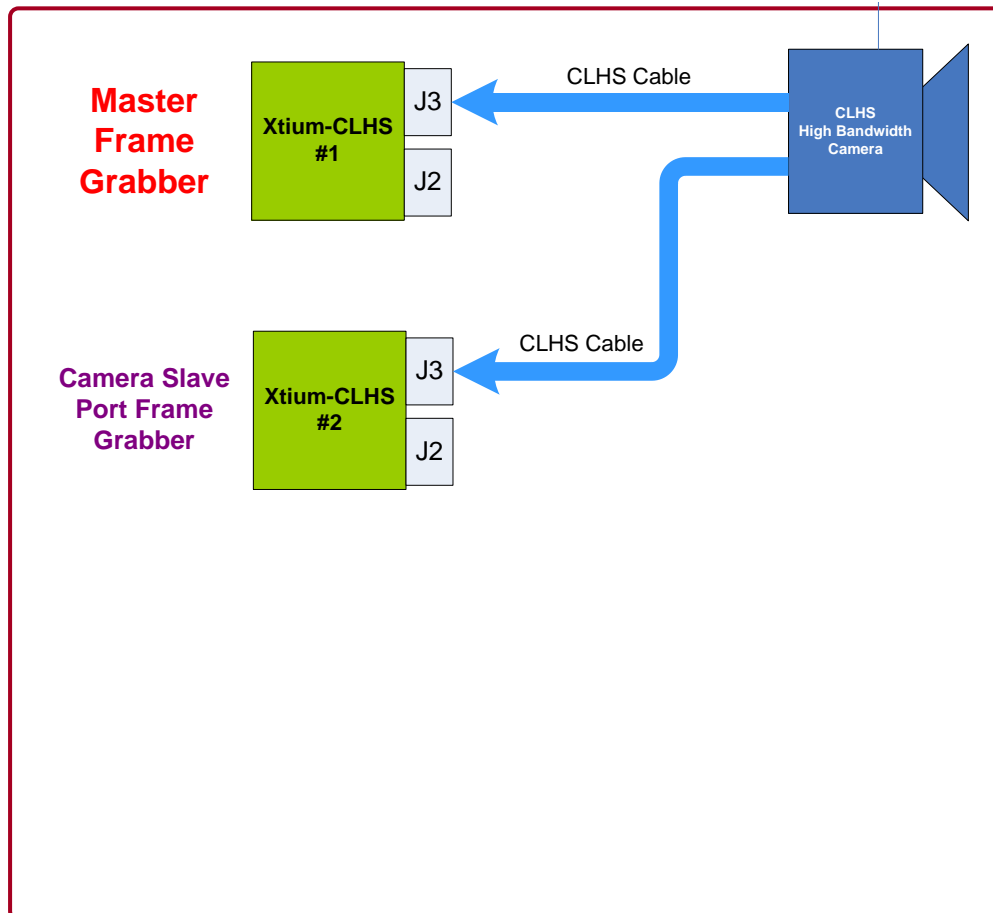 Master
Frame
Grabber
Xtium-CLHS
#1
J3
J2
CLHS Cable
CLHS
High Bandwidth
Camera
Camera Slave
Port Frame
Grabber
Xtium-CLHS
#2
J3
J2
CLHS Cable